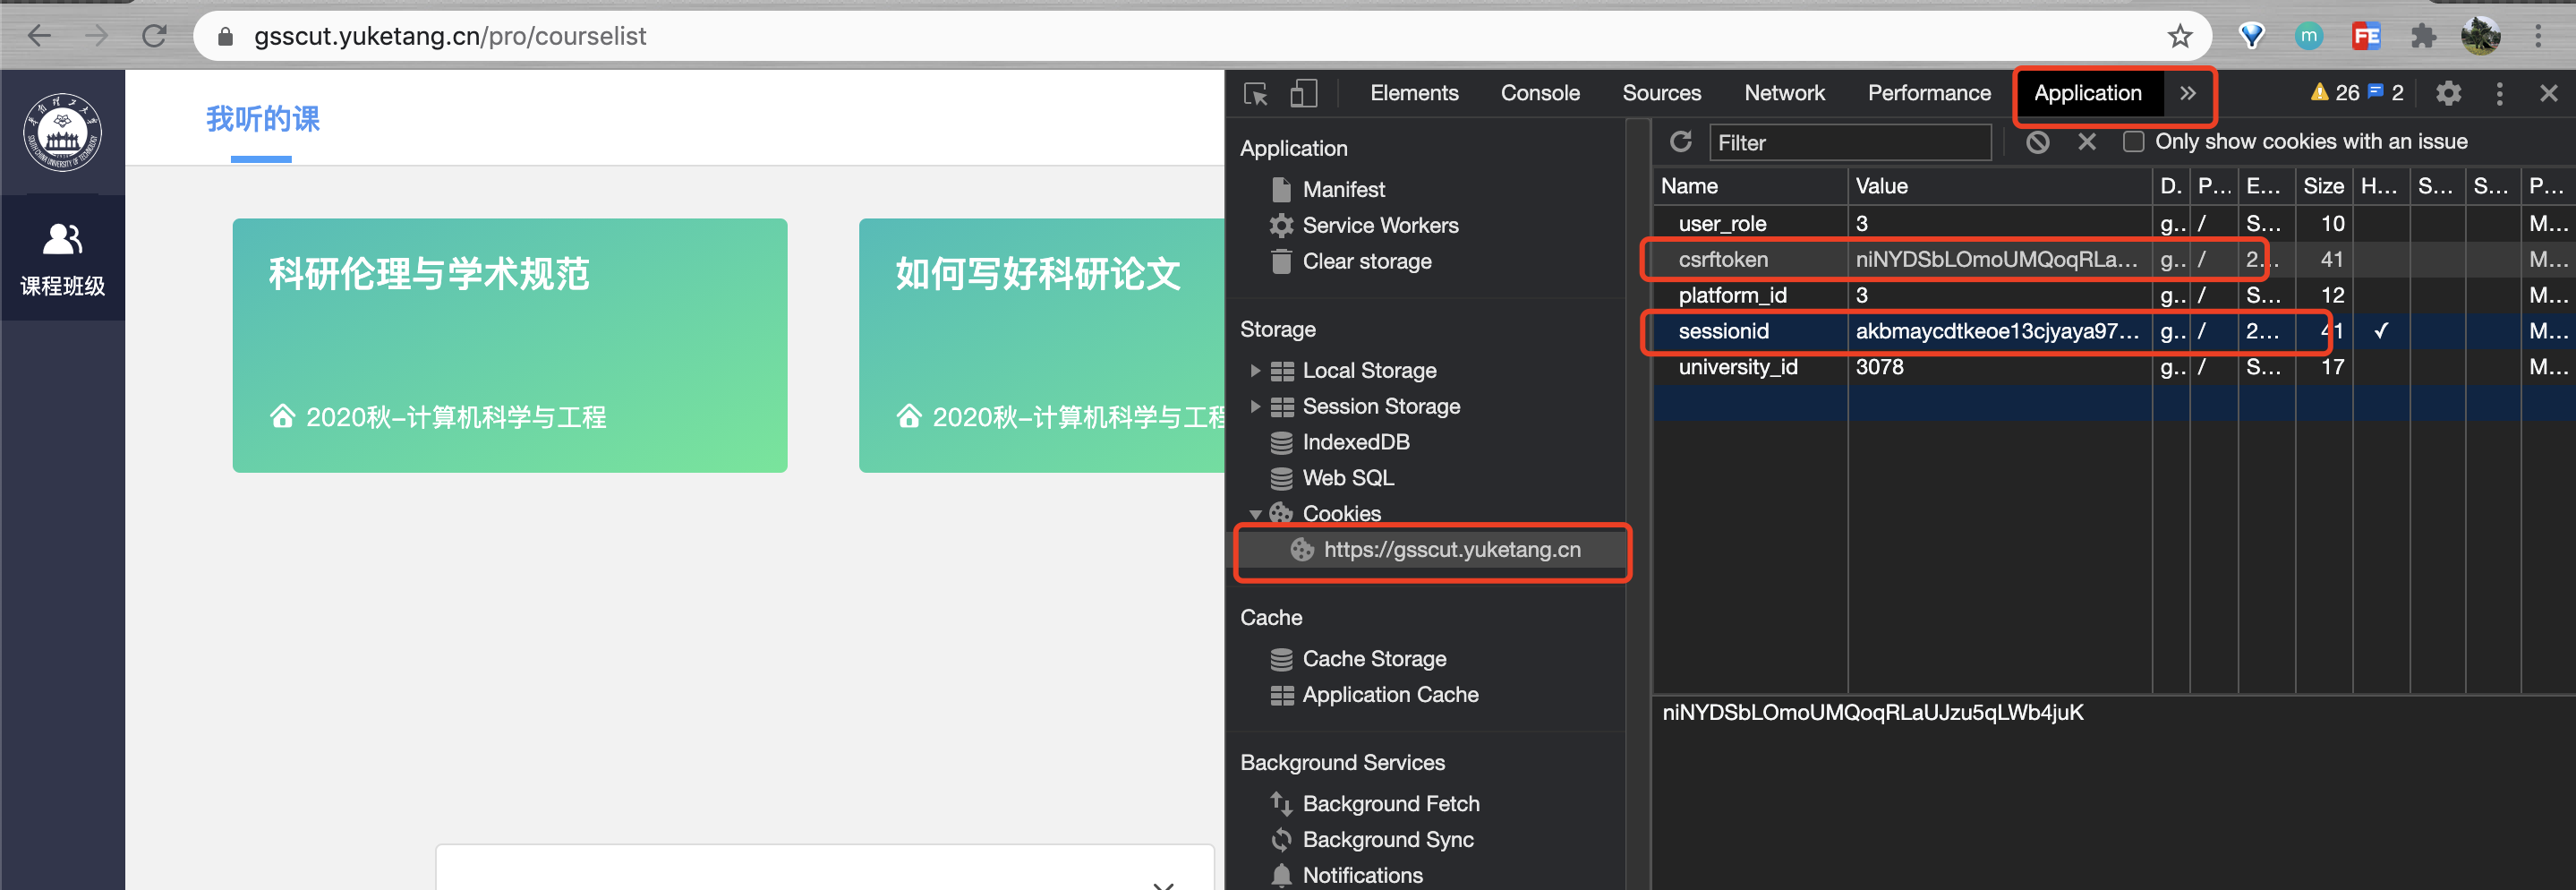 gsscut.yuketang.cn/pro/courselist
m
FE
SOUTH CHINA UNIVERSITY OF TECHNOLOGY
课程班级
我听的课
科研伦理与学术规范
2020秋-计算机科学与工程
如何写好科研论文
2020秋-计算机科学与工程
Elements Console Sources Network Performance Application » 26 2
Application
Manifest
Service Workers
Clear storage
Storage
Local Storage
Session Storage
IndexedDB
Web SQL
Cookies
https://gsscut.yuketang.cn
Cache
Cache Storage
Application Cache
Background Services
Background Fetch
Background Sync
Notifications
Filter Only show cookies with an issue
Name Value D. P... E... Size H... S... S... P...
user_role 3 g.. / S... 10 M...
csrftoken niNYDSbLOmoUMQoqRLa... g.. / 2... 41 M...
platform_id 3 g.. / S... 12 M...
sessionid akbmaycdtkeoe13cjyaya97... g.. / 2... 41 ✓ M...
university_id 3078 g.. / S... 17 M...
niNYDSbLOmoUMQoqRLaUJzu5qLWb4juK